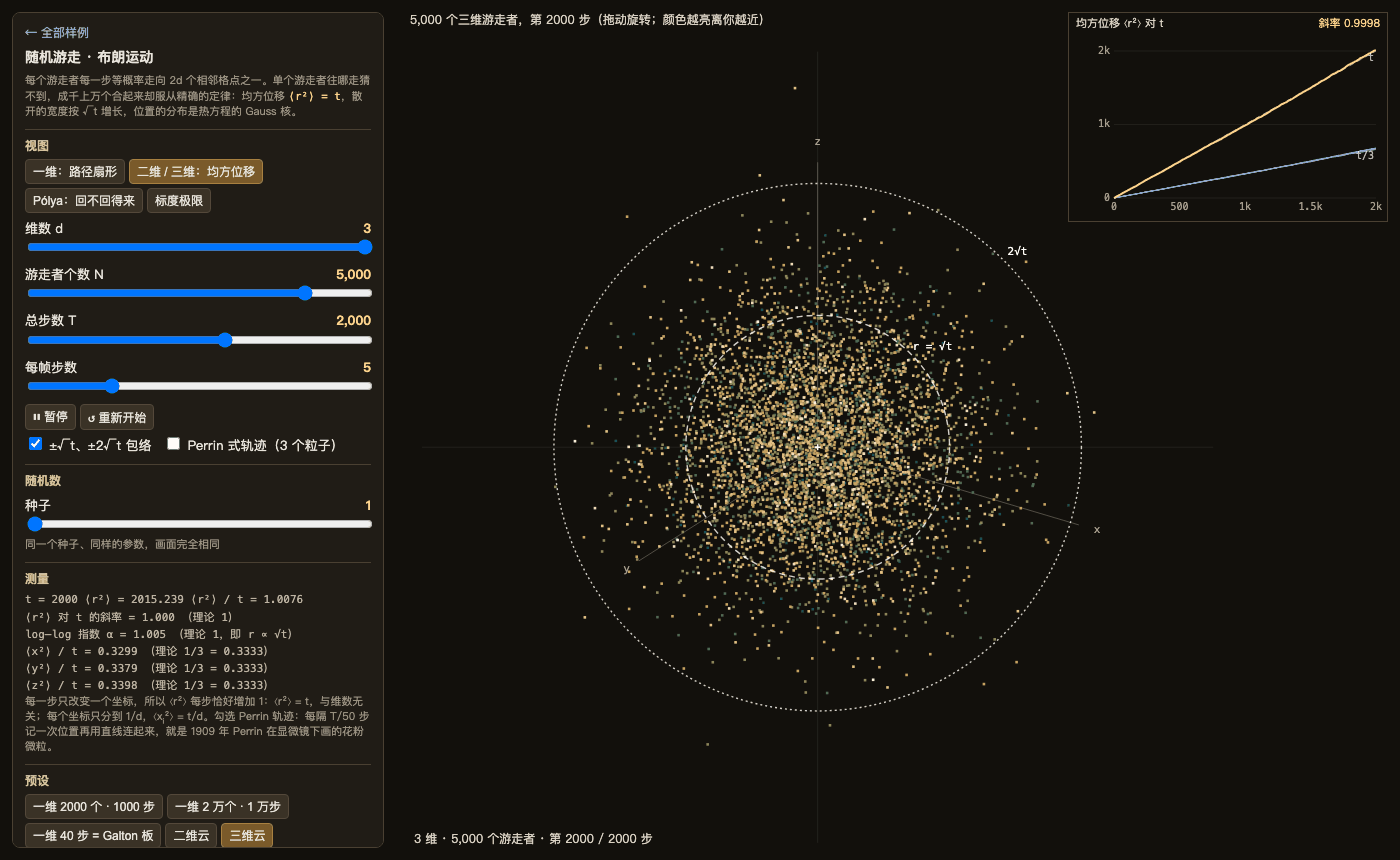 ← 全部样例
随机游走 · 布朗运动
每个游走者每一步等概率走向 2d 个相邻格点之一。单个游走者往哪走猜
不到，成千上万个合起来却服从精确的定律：均方位移 ⟨r²⟩ = t，散
开的宽度按 √t 增长，位置的分布是热方程的 Gauss 核。
视图
一维：路径扇形
二维 / 三维：均方位移
Pólya：回不回得来
标度极限
维数 d 3
游走者个数 N 5,000
总步数 T 2,000
每帧步数 5
⏸ 暂停
↺ 重新开始
±√t、±2√t 包络
Perrin 式轨迹（3 个粒子）
随机数
种子 1
同一个种子、同样的参数，画面完全相同
测量
t = 2000 ⟨r²⟩ = 2015.239 ⟨r²⟩ / t = 1.0076
⟨r²⟩ 对 t 的斜率 = 1.000 （理论 1）
log-log 指数 α = 1.005 （理论 1，即 r ∝ √t）
⟨x²⟩ / t = 0.3299 （理论 1/3 = 0.3333）
⟨y²⟩ / t = 0.3379 （理论 1/3 = 0.3333）
⟨z²⟩ / t = 0.3398 （理论 1/3 = 0.3333）
每一步只改变一个坐标，所以 ⟨r²⟩ 每步恰好增加 1：⟨r²⟩ = t，与维数无
关；每个坐标只分到 1/d，⟨xᵢ²⟩ = t/d。勾选 Perrin 轨迹：每隔 T/50 步
记一次位置再用直线连起来，就是 1909 年 Perrin 在显微镜下画的花粉
微粒。
预设
一维 2000 个 · 1000 步
一维 2 万个 · 1 万步
一维 40 步 = Galton 板
二维云
三维云
5,000 个三维游走者，第 2000 步（拖动旋转；颜色越亮离你越近）
z
2√t
r = √t
x
y
3 维 · 5,000 个游走者 · 第 2000 / 2000 步
均方位移 ⟨r²⟩ 对 t 斜率 0.9998
2k
t
1k
t/3
0
0 500 1k 1.5k 2k